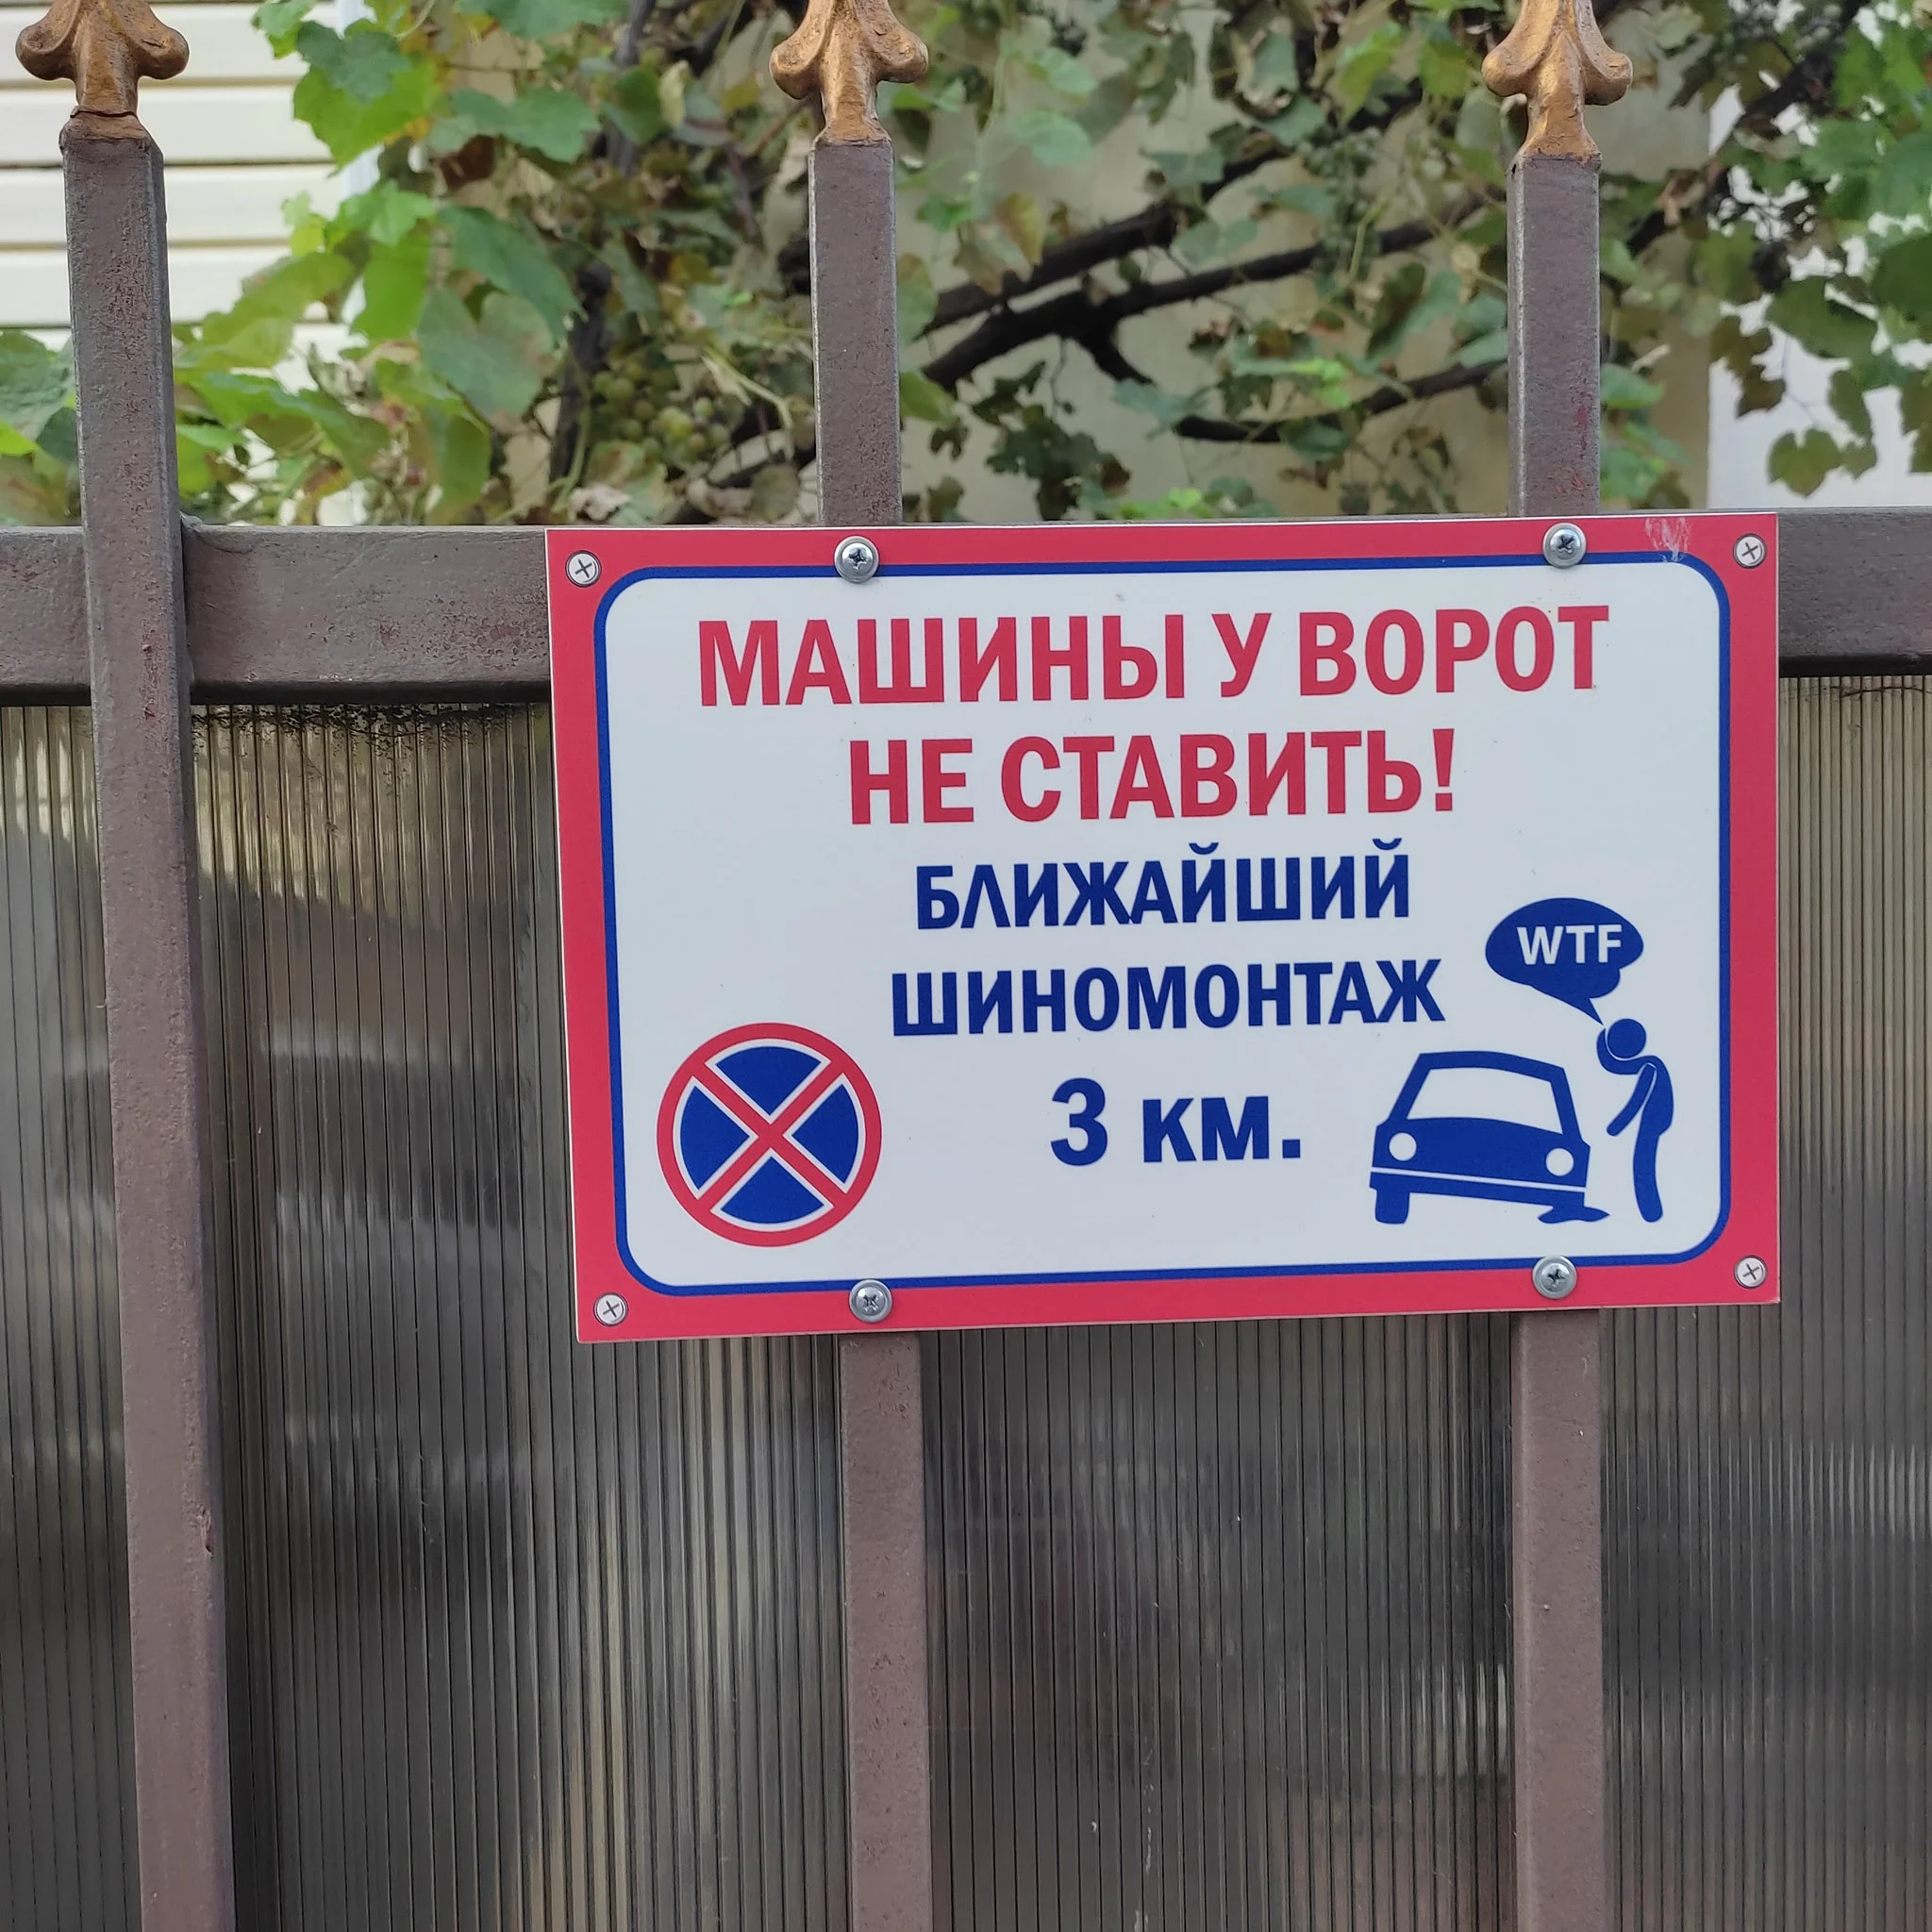 МАШИНЫ У ВОРОТ
НЕ СТАВИТЬ!
БЛИЖАЙШИЙ
ШИНОМОНТАЖ
3 км.
WTF